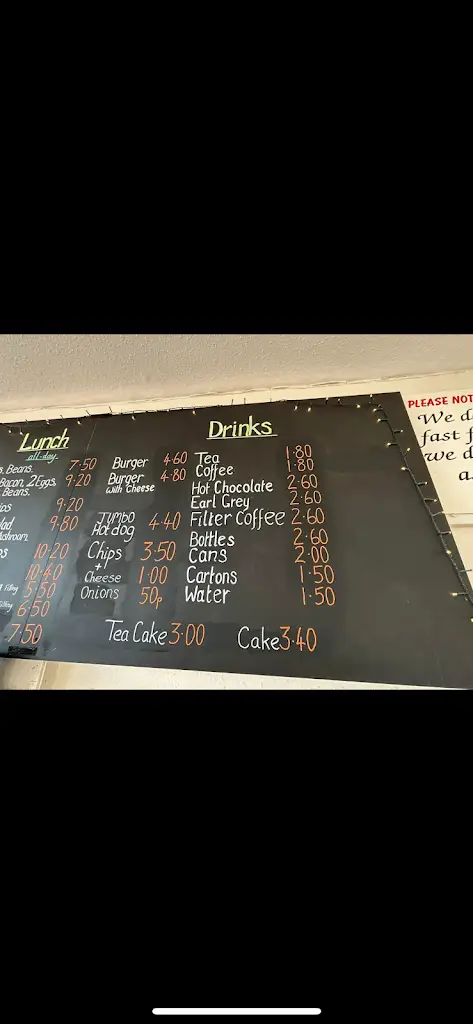 Lunch
all-day
Beans. 7·50
Bacon, 2 Eggs, 9·20
Beans.
9·20
9·80
10·20
10·40
filling 5·50
filling 6·50
7·50
Burger 4·60
Burger 4·80
with Cheese
Jumbo
Hot dog 4·40
Chips 3·50
+/
Cheese 1·00
Onions 50p
Drinks
Tea 1·80
Coffee 1·80
Hot Chocolate 2·60
Earl Grey 2·60
Filter Coffee 2·60
Bottles 2·60
Cans 2·00
Cartons 1·50
Water 1·50
Tea Cake 3·00 Cake 3·40
PLEASE NOT
We d
fast f
we d
a